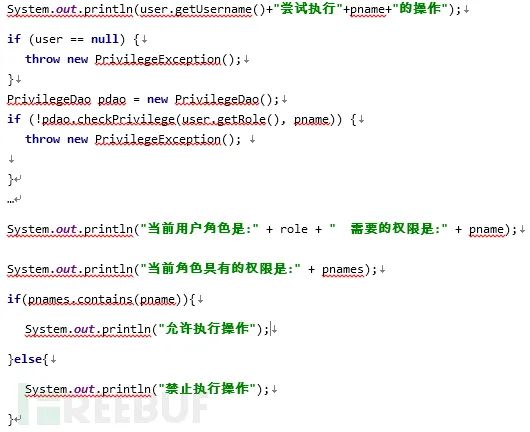 System.out.println(user.getUsername()+"尝试执行"+pname+"的操作");
if (user == null) {↓
throw new PrivilegeException();↓
}↓
PrivilegeDao pdao = new PrivilegeDao();↓
if (!pdao.checkPrivilege(user.getRole(), pname)) {↓
throw new PrivilegeException(); ↓
↓
}↵
…↵
System.out.println("当前用户角色是:" + role + "  需要的权限是:" + pname);↓
System.out.println("当前角色具有的权限是:" + pnames);↓
if(pnames.contains(pname)){↓
System.out.println("允许执行操作");↓
}else{↓
System.out.println("禁止执行操作");↓
}↵
FREEBUF